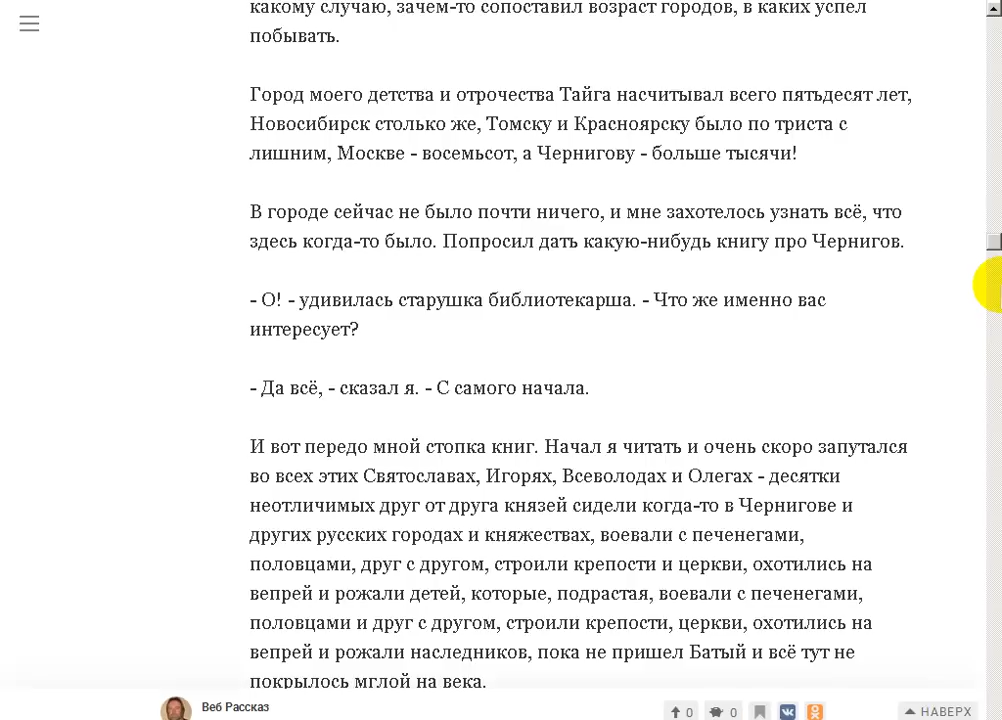 какому случаю, зачем-то сопоставил возраст городов, в каких успел
побывать.
Город моего детства и отрочества Тайга насчитывал всего пятьдесят лет,
Новосибирск столько же, Томску и Красноярску было по триста с
лишним, Москве - восемьсот, а Чернигову - больше тысячи!
В городе сейчас не было почти ничего, и мне захотелось узнать всё, что
здесь когда-то было. Попросил дать какую-нибудь книгу про Чернигов.
- О! - удивилась старушка библиотекарша. - Что же именно вас
интересует?
- Да всё, - сказал я. - С самого начала.
И вот передо мной стопка книг. Начал я читать и очень скоро запутался
во всех этих Святославах, Игорях, Всеволодах и Олегах - десятки
неотличимых друг от друга князей сидели когда-то в Чернигове и
других русских городах и княжествах, воевали с печенегами,
половцами, друг с другом, строили крепости и церкви, охотились на
вепрей и рожали детей, которые, подрастая, воевали с печенегами,
половцами и друг с другом, строили крепости, церкви, охотились на
вепрей и рожали наследников, пока не пришел Батый и всё тут не
покрылось мглой на века.
Веб Рассказ
0 0 НАВЕРХ